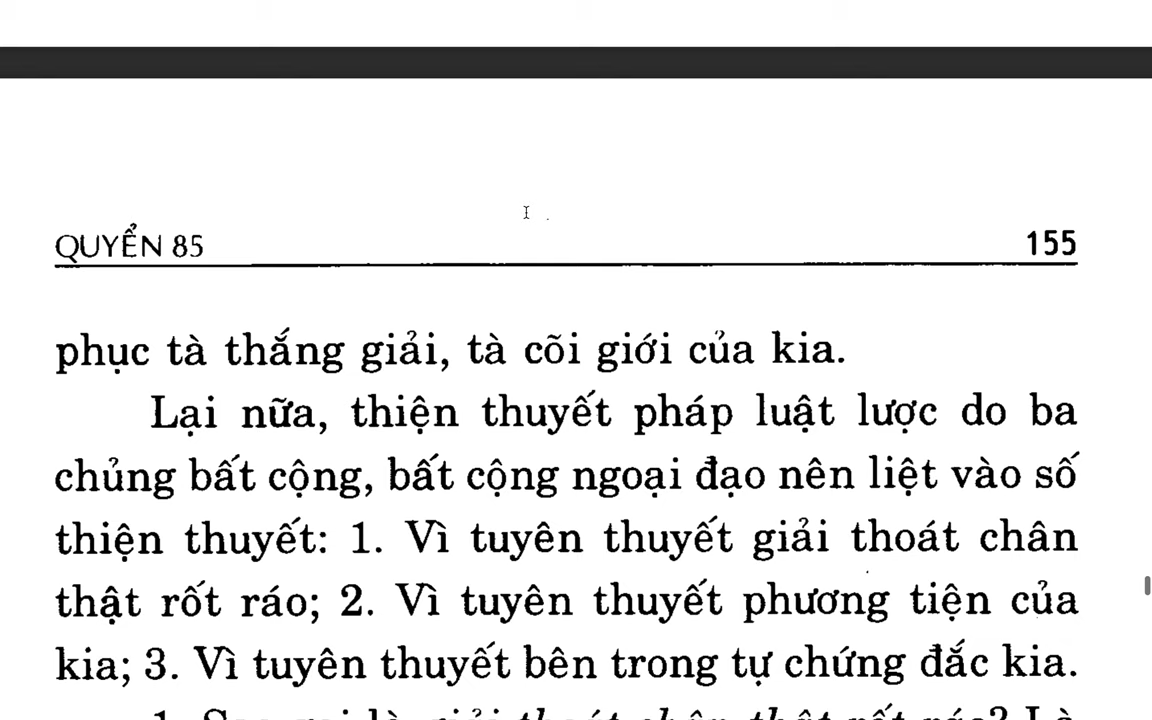 QUYỂN 85 155
phục tà thắng giải, tà cõi giới của kia.
Lại nữa, thiện thuyết pháp luật lược do ba
chủng bất cộng, bất cộng ngoại đạo nên liệt vào số
thiện thuyết: 1. Vì tuyên thuyết giải thoát chân
thật rốt ráo; 2. Vì tuyên thuyết phương tiện của
kia; 3. Vì tuyên thuyết bên trong tự chứng đắc kia.